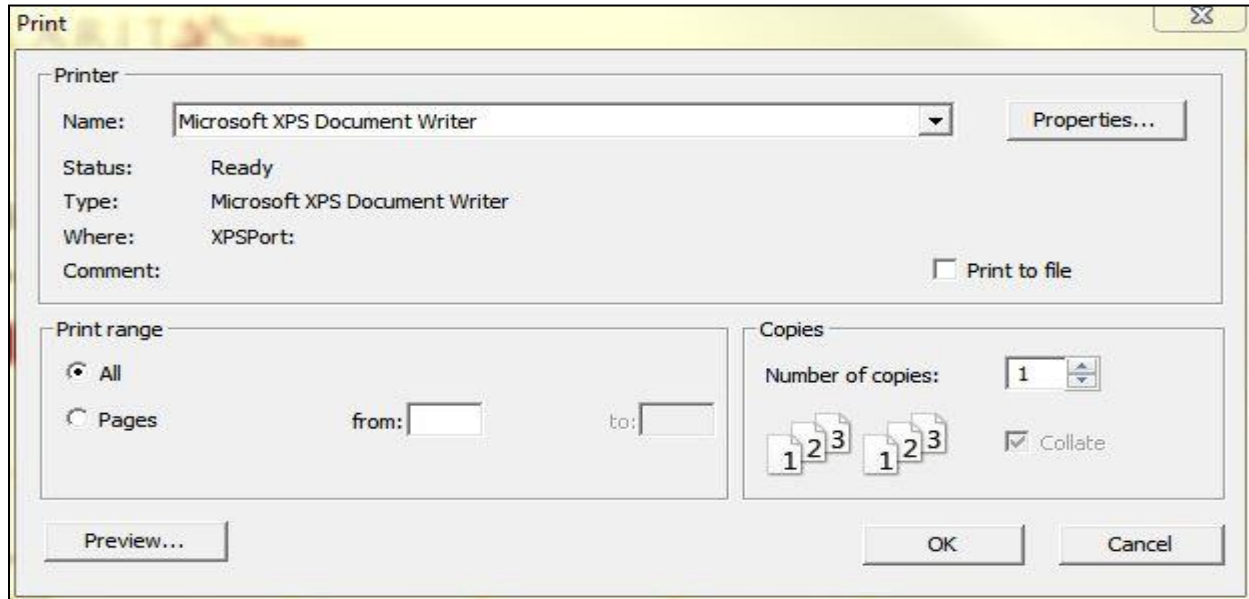 Print
Printer
Name: Microsoft XPS Document Writer Properties...
Status: Ready
Type: Microsoft XPS Document Writer
Where: XPSPort:
Comment: Print to file
Print range
All
Pages from: to:
Copies
Number of copies: 1
1 2 3 1 2 3 Collate
Preview... OK Cancel